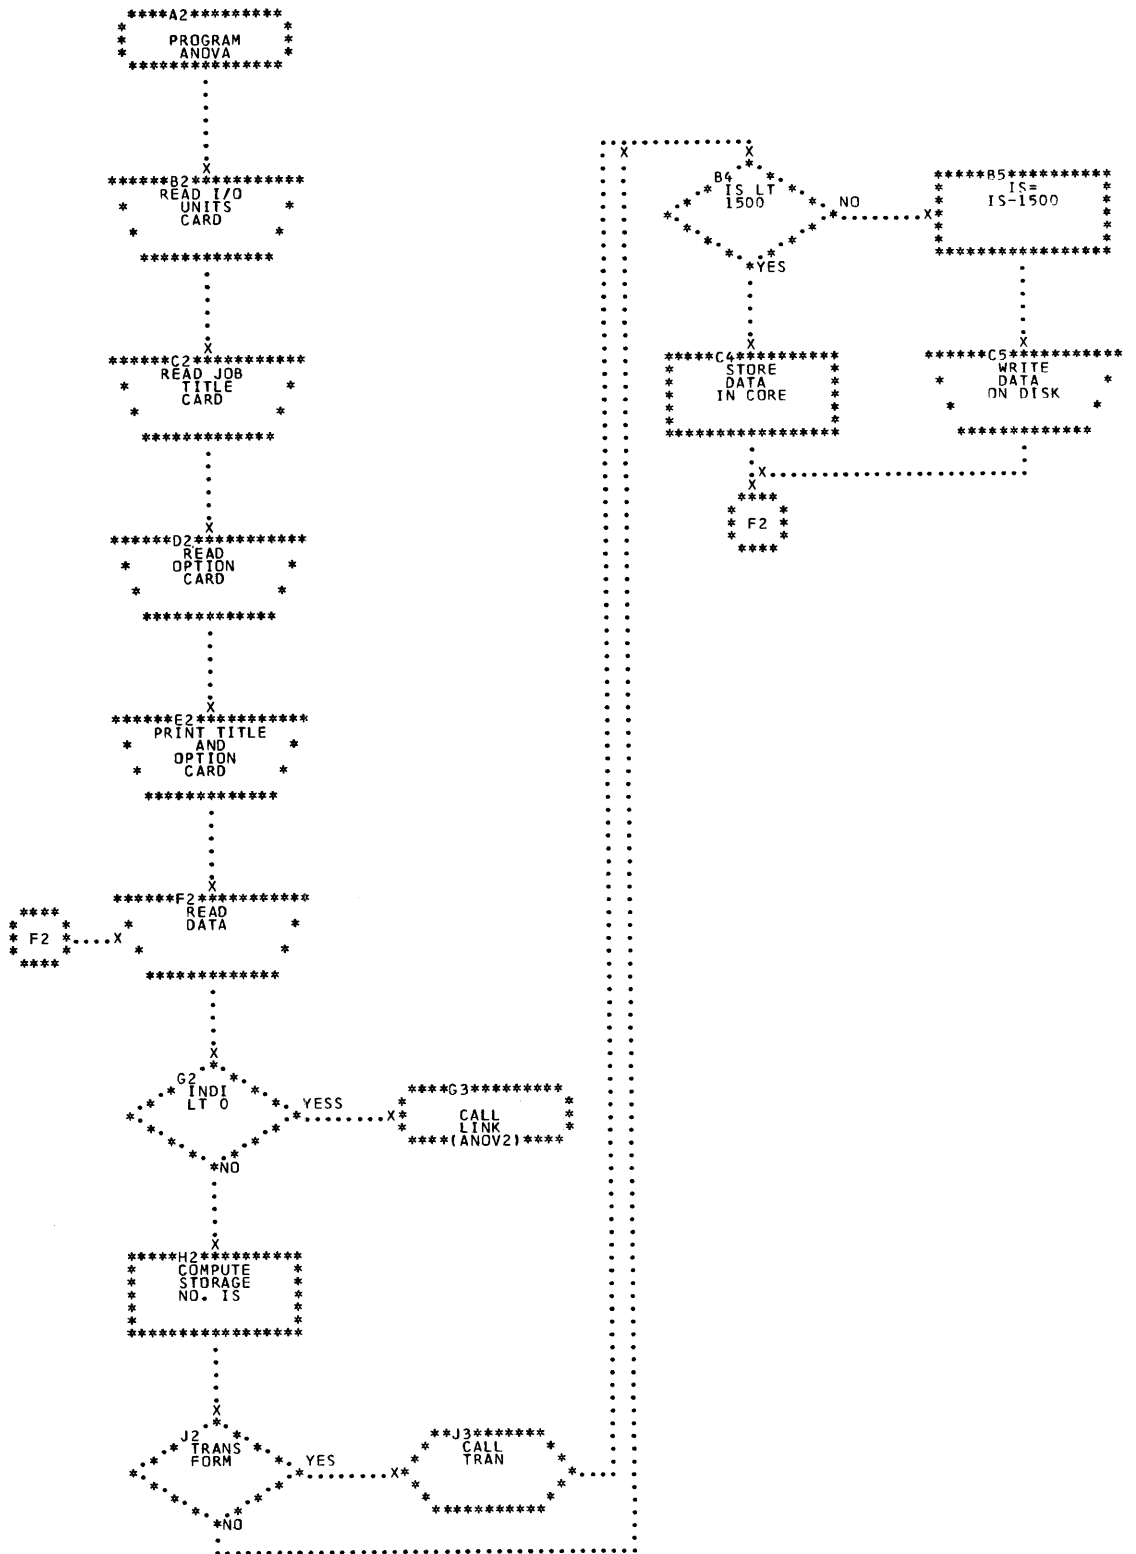 A2
PROGRAM
ANOVA
B2
READ I/O
UNITS
CARD
C2
READ JOB
TITLE
CARD
D2
READ
OPTION
CARD
E2
PRINT TITLE
AND
OPTION
CARD
F2
READ
DATA
F2
G2
INDI
LT 0
YESS
NO
G3
CALL
LINK
(ANOV2)
H2
COMPUTE
STORAGE
NO. IS
J2
TRANS
FORM
YES
NO
J3
CALL
TRAN
B4
IS LT
1500
NO
YES
B5
IS=
IS-1500
C4
STORE
DATA
IN CORE
C5
WRITE
DATA
ON DISK
F2